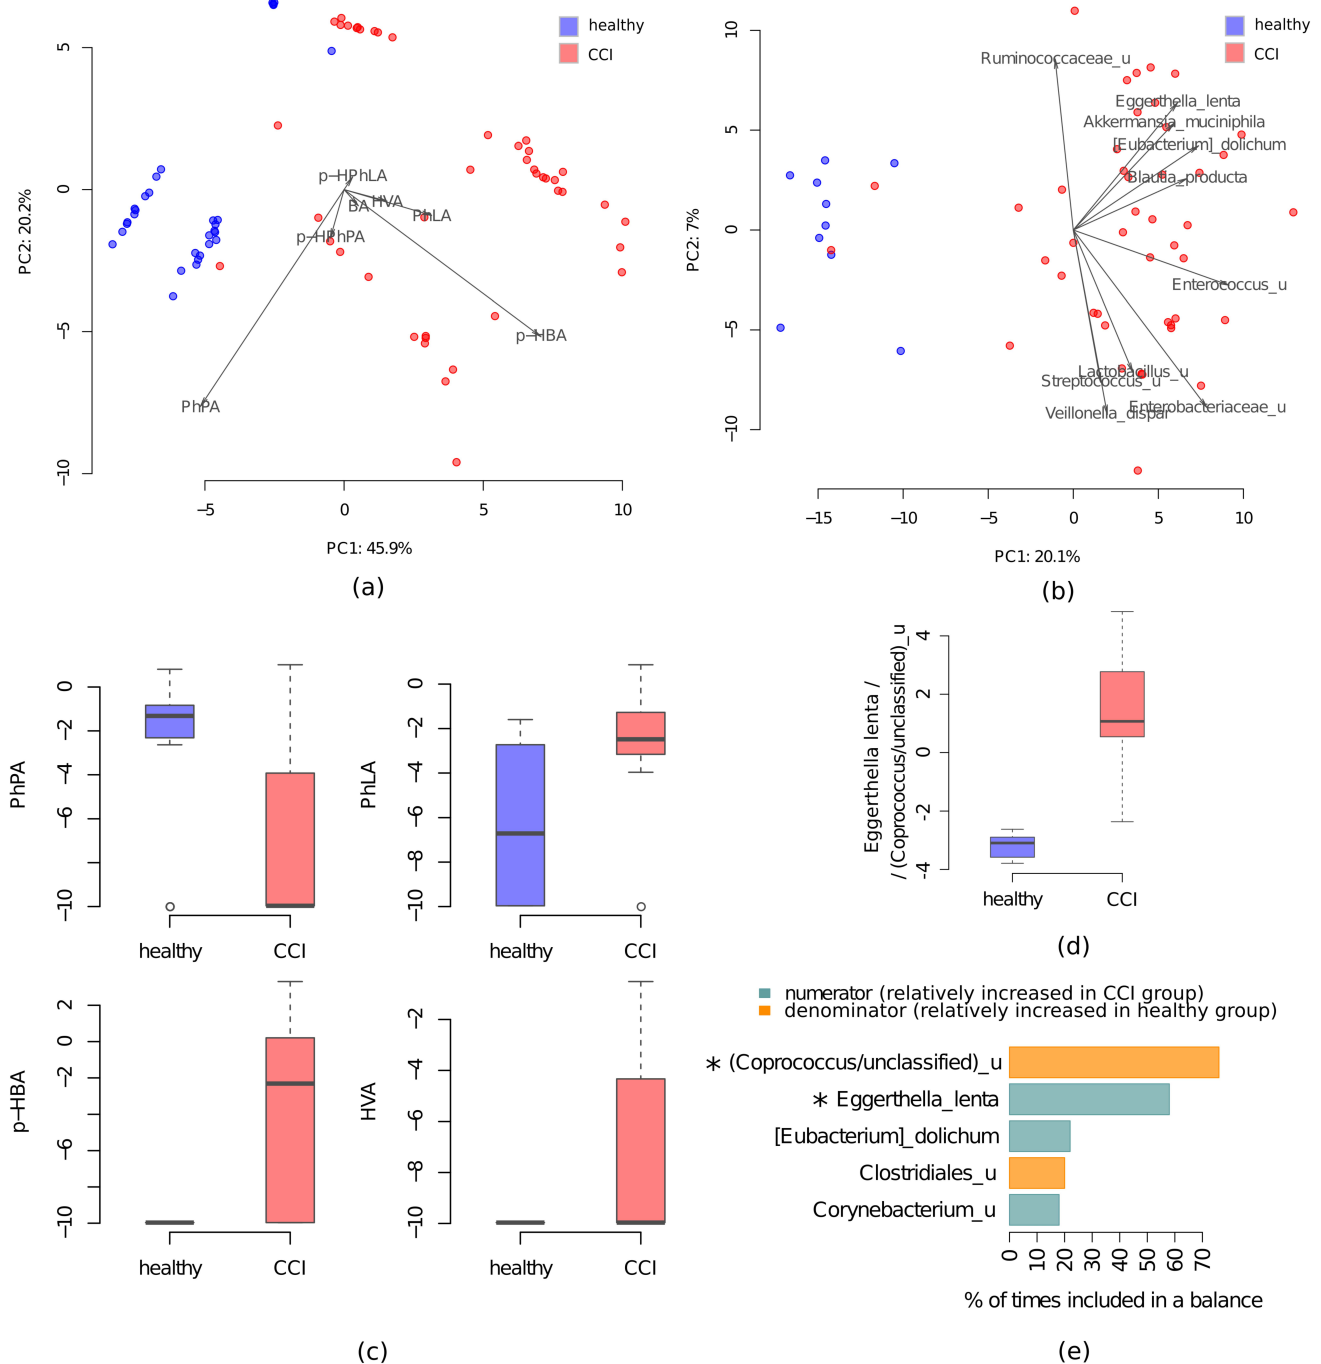 healthy
CCI
5
0
−5
−10
PC2: 20.2%
p−HPhLA
HVA
BA
PhLA
p−HPhPA
p−HBA
PhPA
−5 0 5 10
PC1: 45.9%
(a)
healthy
CCI
10
5
0
−5
−10
PC2: 7%
Ruminococcaceae_u
Eggerthella_lenta
Akkermansia_muciniphila
[Eubacterium]_dolichum
Blautia_producta
Enterococcus_u
Lactobacillus_u
Streptococcus_u
Enterobacteriaceae_u
Veillonella_dispar
−15 −10 −5 0 5 10
PC1: 20.1%
(b)
PhPA
0
−2
−4
−6
−10
healthy CCI
PhLA
0
−2
−4
−6
−8
−10
healthy CCI
p−HBA
2
0
−2
−6
−10
healthy CCI
HVA
−2
−4
−6
−8
−10
healthy CCI
(c)
Eggerthella lenta /
/ (Coprococcus/unclassified)_u
4
2
0
-2
-4
healthy CCI
(d)
numerator (relatively increased in CCI group)
denominator (relatively increased in healthy group)
* (Coprococcus/unclassified)_u
* Eggerthella_lenta
[Eubacterium]_dolichum
Clostridiales_u
Corynebacterium_u
0 10 20 30 40 50 60 70
% of times included in a balance
(e)